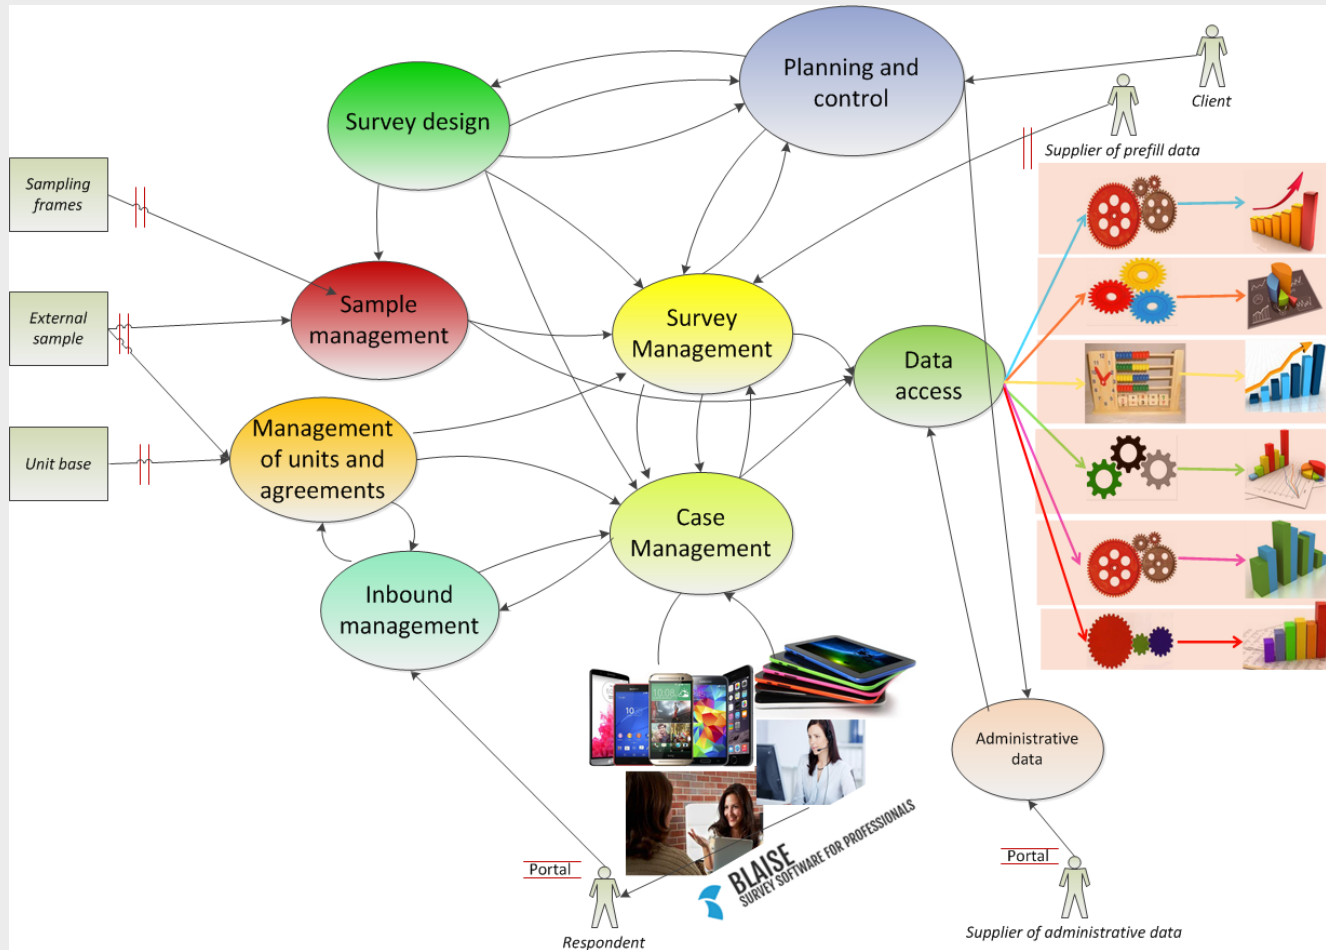 Planning and
control
Client
Survey design
Supplier of prefill data
Sampling
frames
External
sample
Sample
management
Survey
Management
Data
access
Unit base
Management
of units and
agreements
Case
Management
Inbound
management
Administrative
data
Portal
Respondent
BLAISE
SURVEY SOFTWARE FOR PROFESSIONALS
Portal
Supplier of administrative data